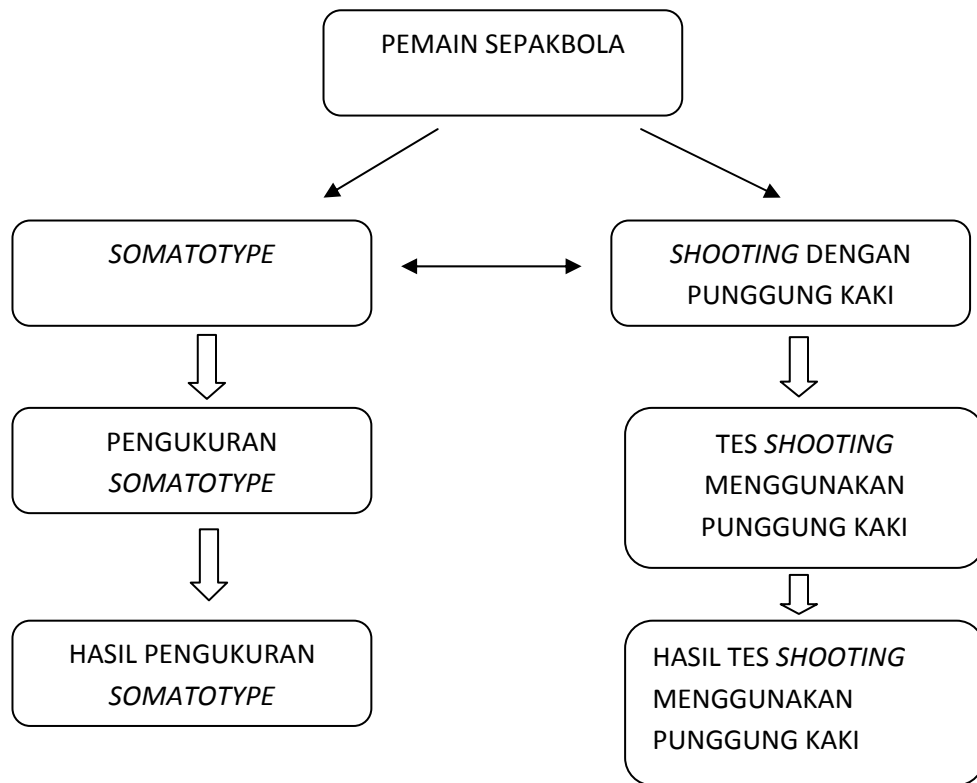 PEMAIN SEPAKBOLA
SOMATOTYPE
SHOOTING DENGAN
PUNGGUNG KAKI
PENGUKURAN
SOMATOTYPE
TES SHOOTING
MENGGUNAKAN
PUNGGUNG KAKI
HASIL PENGUKURAN
SOMATOTYPE
HASIL TES SHOOTING
MENGGUNAKAN
PUNGGUNG KAKI